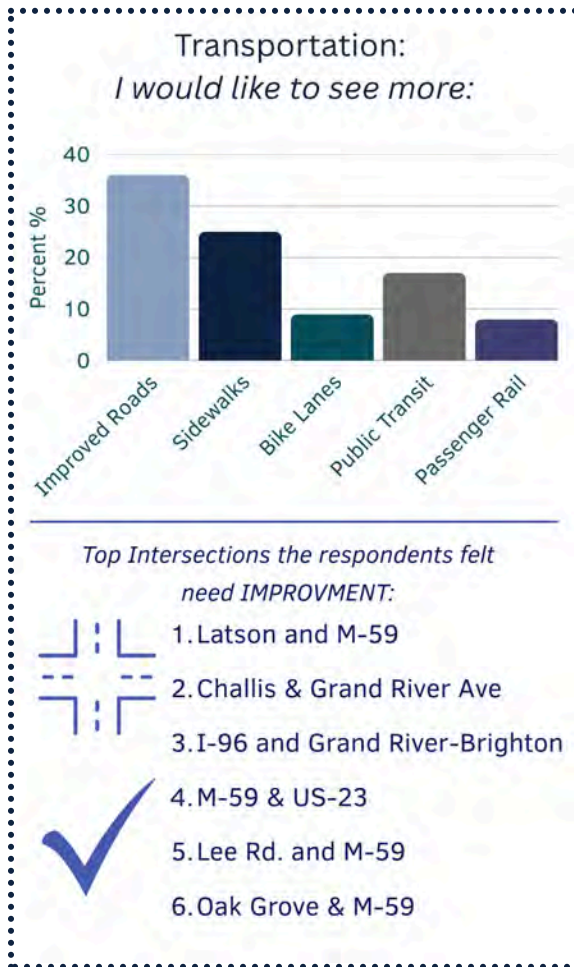 Transportation:
I would like to see more:
40
30
20
10
0
Percent %
Improved Roads
Sidewalks
Bike Lanes
Public Transit
Passenger Rail
Top Intersections the respondents felt
need IMPROVMENT:
1. Latson and M-59
2. Challis & Grand River Ave
3. I-96 and Grand River-Brighton
4. M-59 & US-23
5. Lee Rd. and M-59
6. Oak Grove & M-59